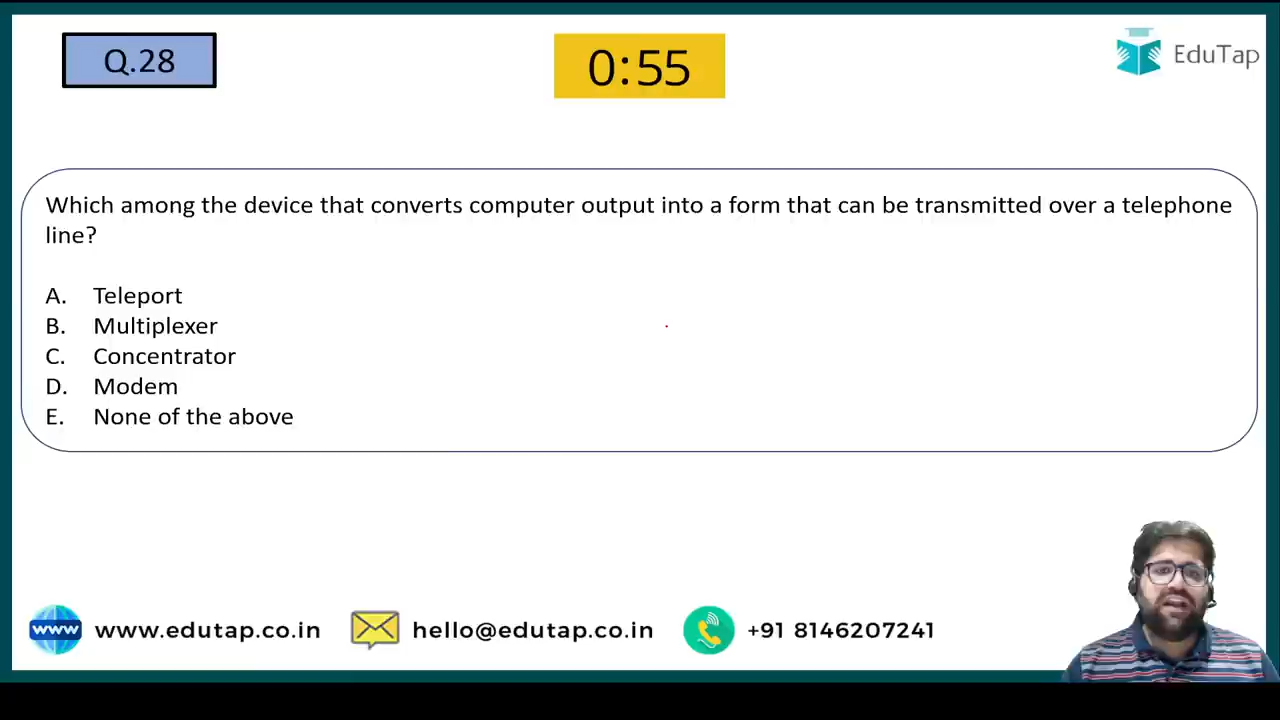 Q.28
0:55
EduTap
Which among the device that converts computer output into a form that can be transmitted over a telephone
line?
A. Teleport
B. Multiplexer
C. Concentrator
D. Modem
E. None of the above
www www.edutap.co.in hello@edutap.co.in +91 8146207241